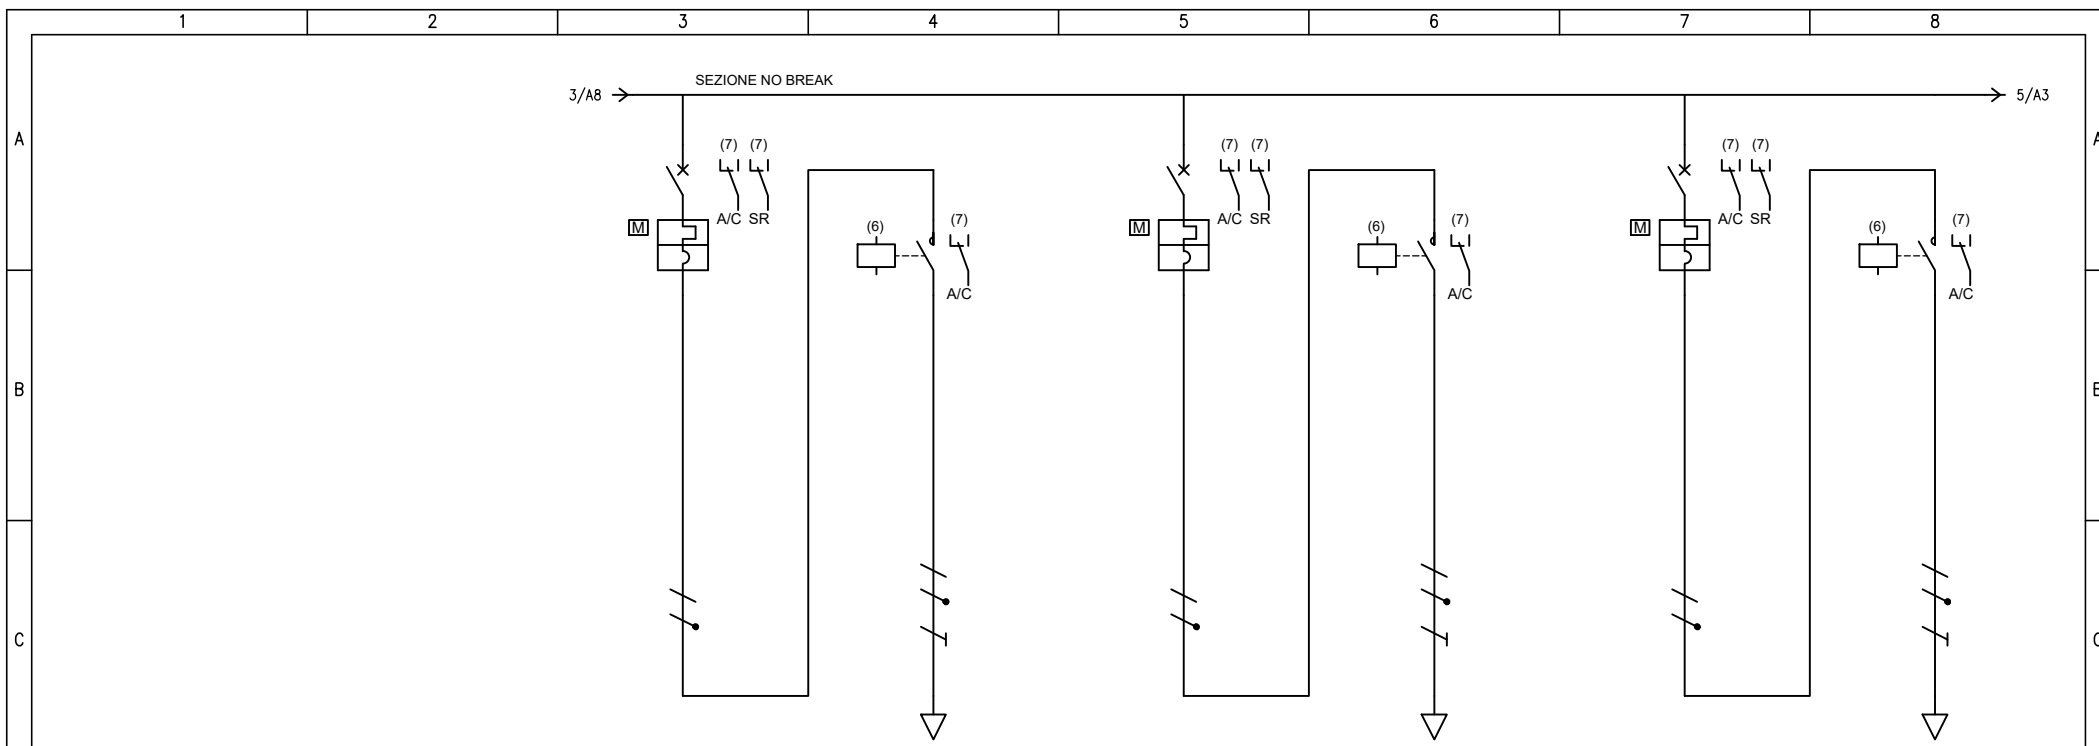 1 2 3 4 5 6 7 8
SEZIONE NO BREAK
3/A8 5/A3
A A
(7) (7) (7) (7) (7) (7)
A/C SR A/C SR A/C SR
(6) (7) (6) (7) (6) (7)
M M M
A/C A/C A/C
B B
C C